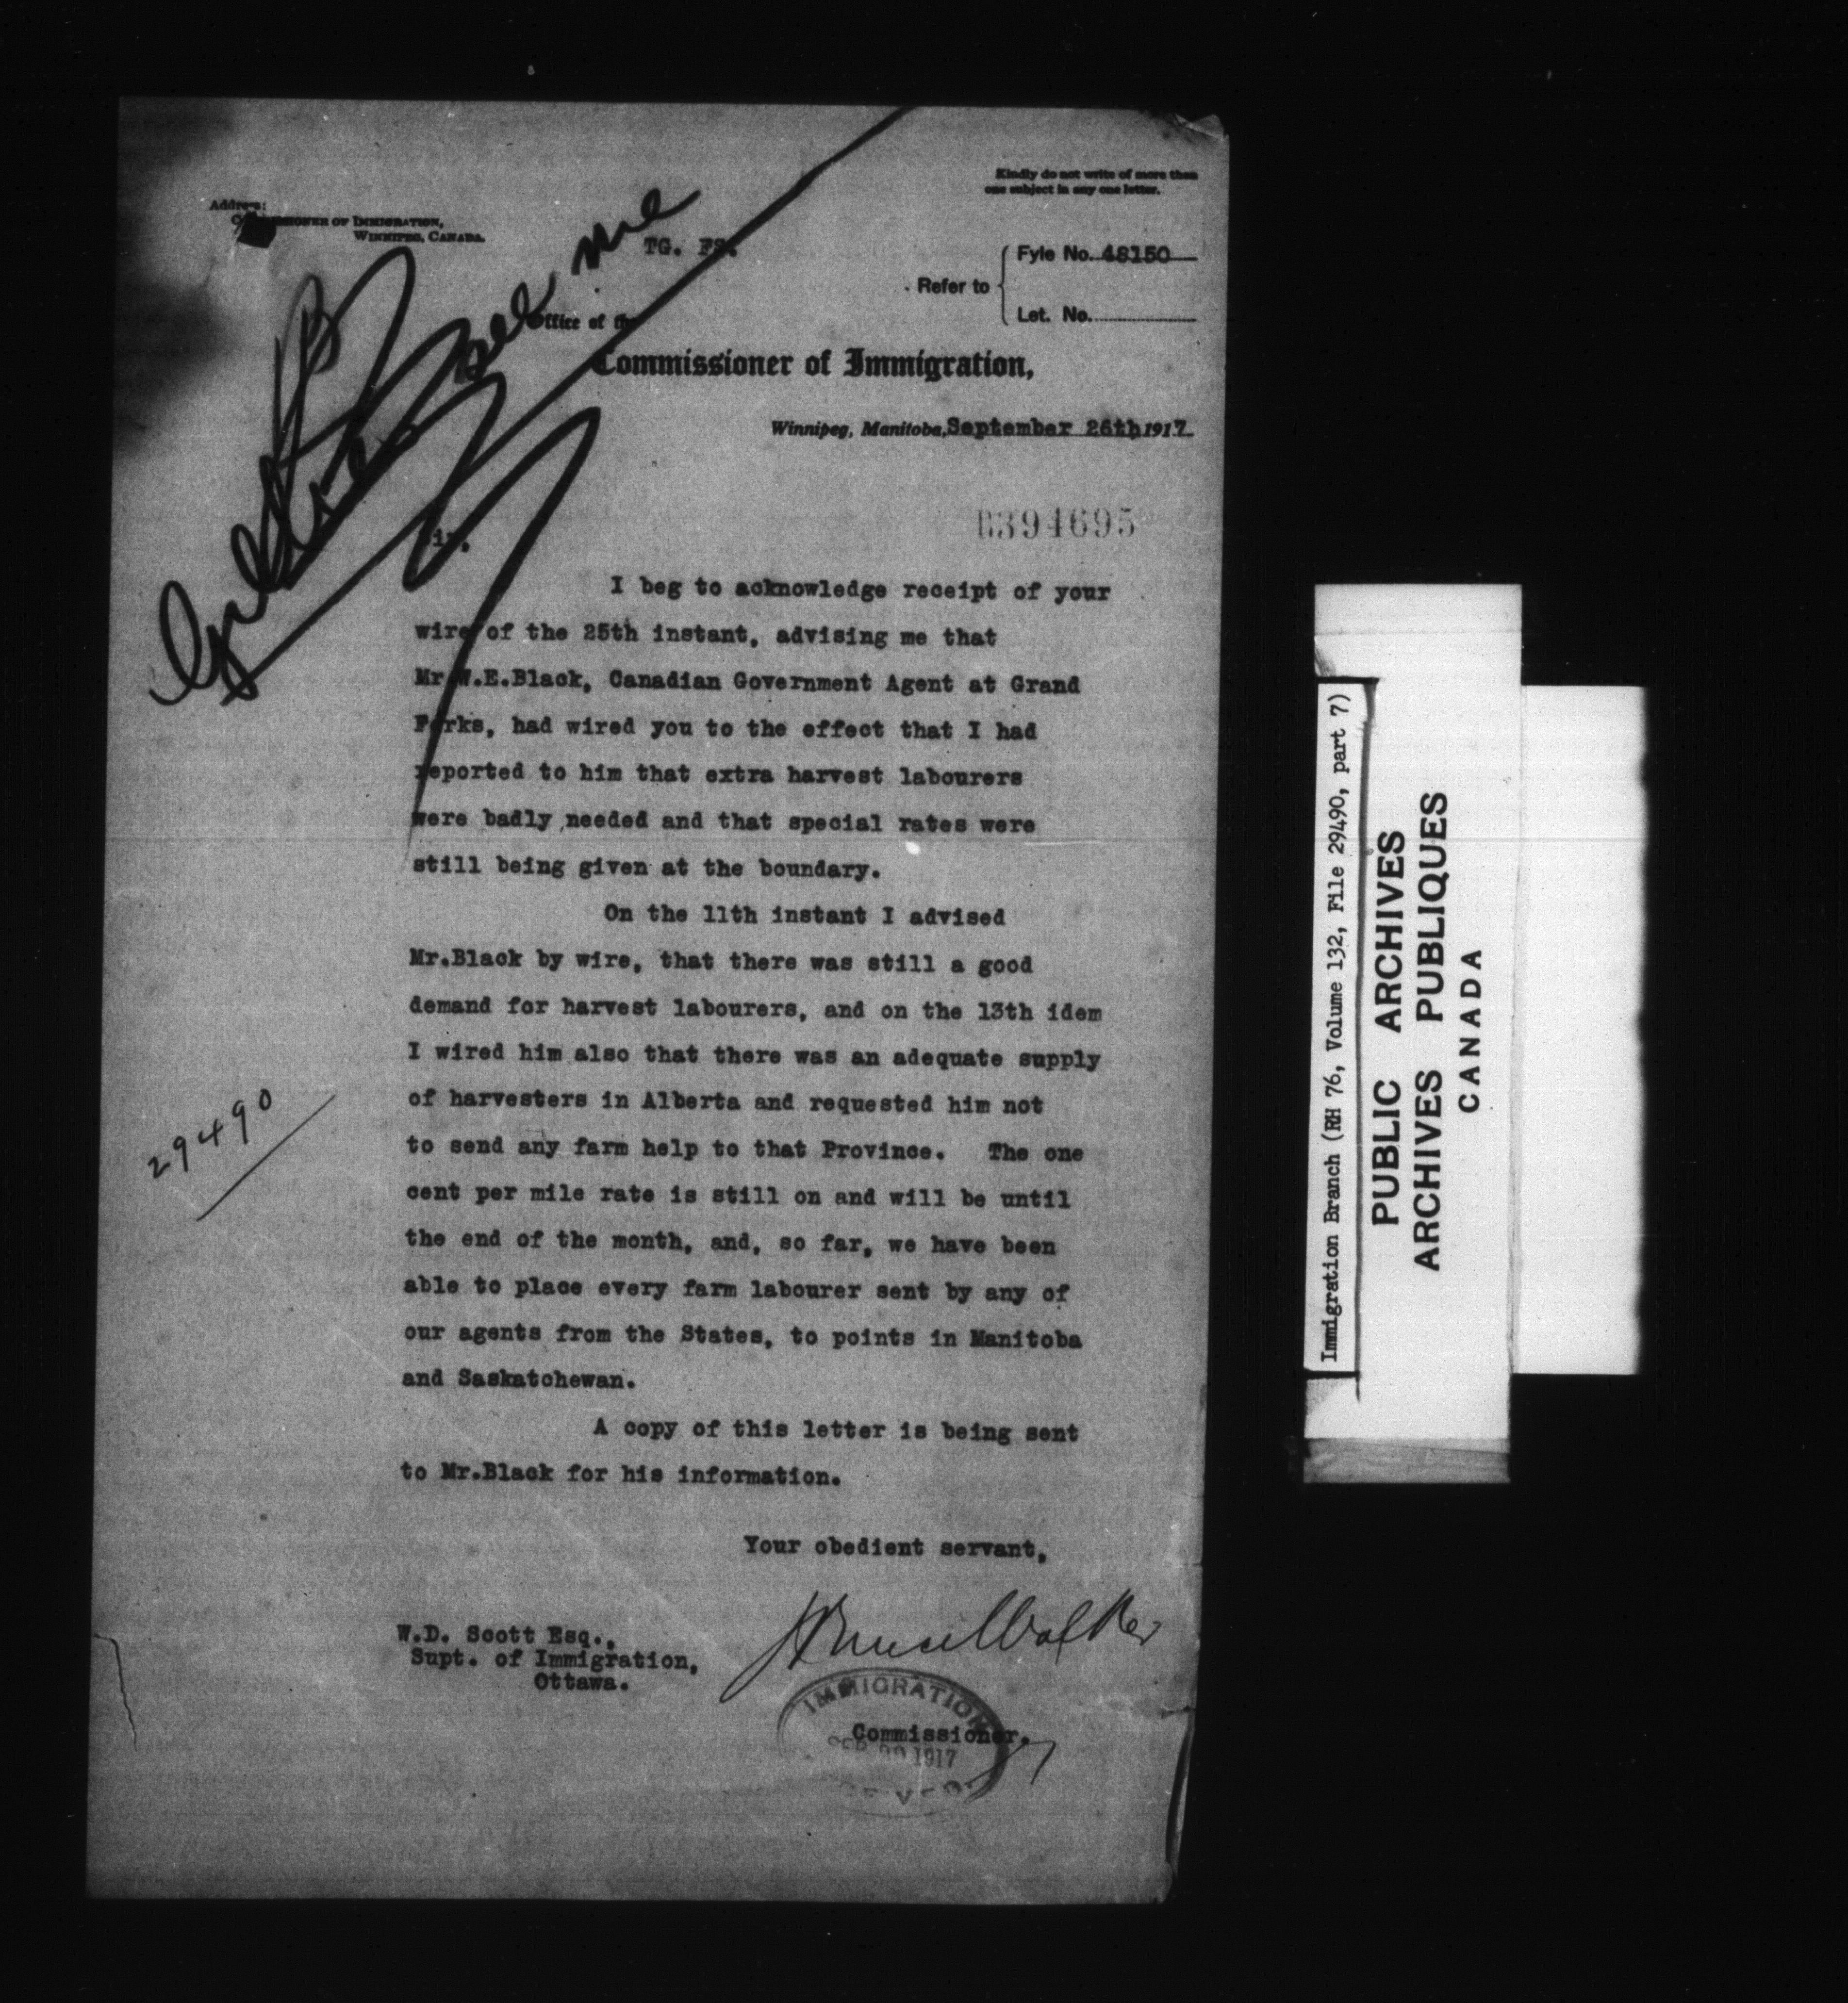 Kindly do not write of more than
one subject in any one letter.
Address:
COMMISSIONER OF IMMIGRATION,
WINNIPEG, CANADA.
TG. FS.
see me
Refer to
Fyle No. 48150
Let. No.
Office of the
Commissioner of Immigration,
Winnipeg, Manitoba, September 26th, 1917
B394695
Sir,
I beg to acknowledge receipt of your
wire of the 25th instant, advising me that
Mr.W.E.Black, Canadian Government Agent at Grand
Forks, had wired you to the effect that I had
reported to him that extra harvest labourers
were badly needed and that special rates were
still being given at the boundary.
On the 11th instant I advised
Mr.Black by wire, that there was still a good
demand for harvest labourers, and on the 13th idem
I wired him also that there was an adequate supply
of harvesters in Alberta and requested him not
to send any farm help to that Province. The one
cent per mile rate is still on and will be until
the end of the month, and, so far, we have been
able to place every farm labourer sent by any of
our agents from the States, to points in Manitoba
and Saskatchewan.
29490
A copy of this letter is being sent
to Mr.Black for his information.
Your obedient servant,
J Bruce Walker
W.D. Scott Esq.,
Supt. of Immigration,
Ottawa.
Commissioner.
IMMIGRATION
1917
Immigration Branch (RH 76, Volume 132, File 29490, part 7)
PUBLIC ARCHIVES
ARCHIVES PUBLIQUES
CANADA